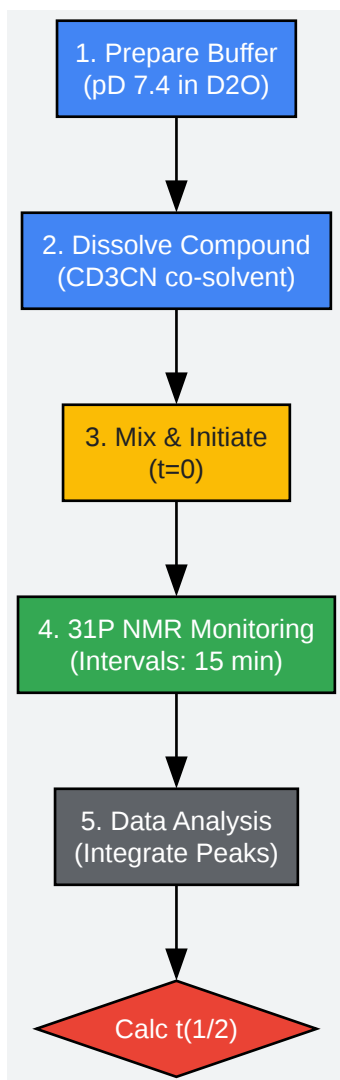 1. Prepare Buffer
(pD 7.4 in D2O)
2. Dissolve Compound
(CD3CN co-solvent)
3. Mix & Initiate
(t=0)
4. 31P NMR Monitoring
(Intervals: 15 min)
5. Data Analysis
(Integrate Peaks)
Calc t(1/2)